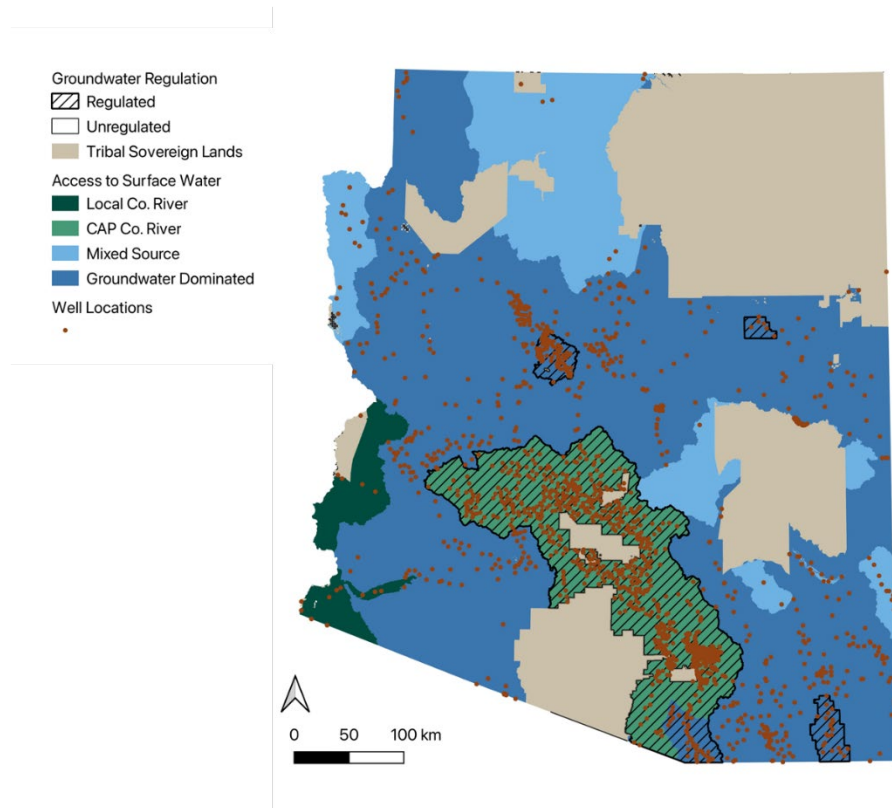 Groundwater Regulation
Regulated
Unregulated
Tribal Sovereign Lands
Access to Surface Water
Local Co. River
CAP Co. River
Mixed Source
Groundwater Dominated
Well Locations
0 50 100 km